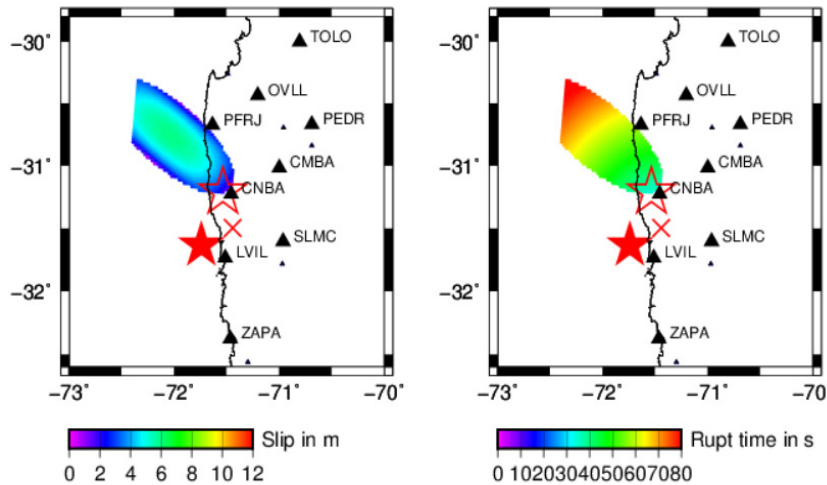 -30° TOLO
OVLL
PFRJ PEDR
-31° CMBA
CNBA
SLMC
LVIL
-32°
ZAPA
-73° -72° -71° -70°
Slip in m
0 2 4 6 8 10 12
-30° TOLO
OVLL
PFRJ PEDR
-31° CMBA
CNBA
SLMC
LVIL
-32°
ZAPA
-73° -72° -71° -70°
Rupt time in s
0 1020304050607080